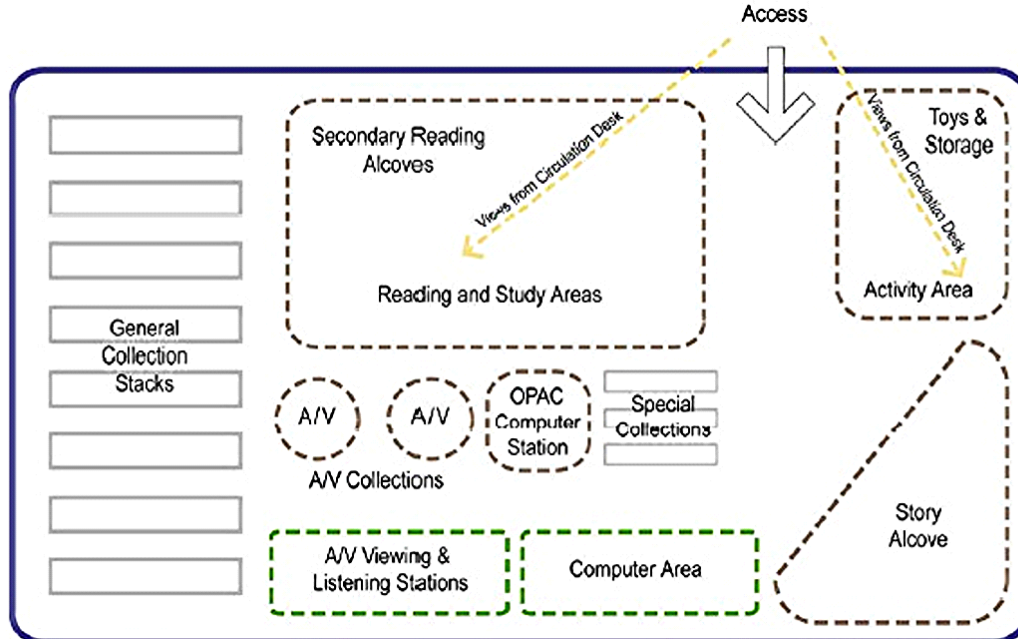 Access
Secondary Reading
Alcoves
Views from Circulation Desk
Reading and Study Areas
Toys &
Storage
Views from Circulation Desk
Activity Area
General
Collection
Stacks
A/V
A/V
A/V Collections
OPAC
Computer
Station
Special
Collections
A/V Viewing &
Listening Stations
Computer Area
Story
Alcove